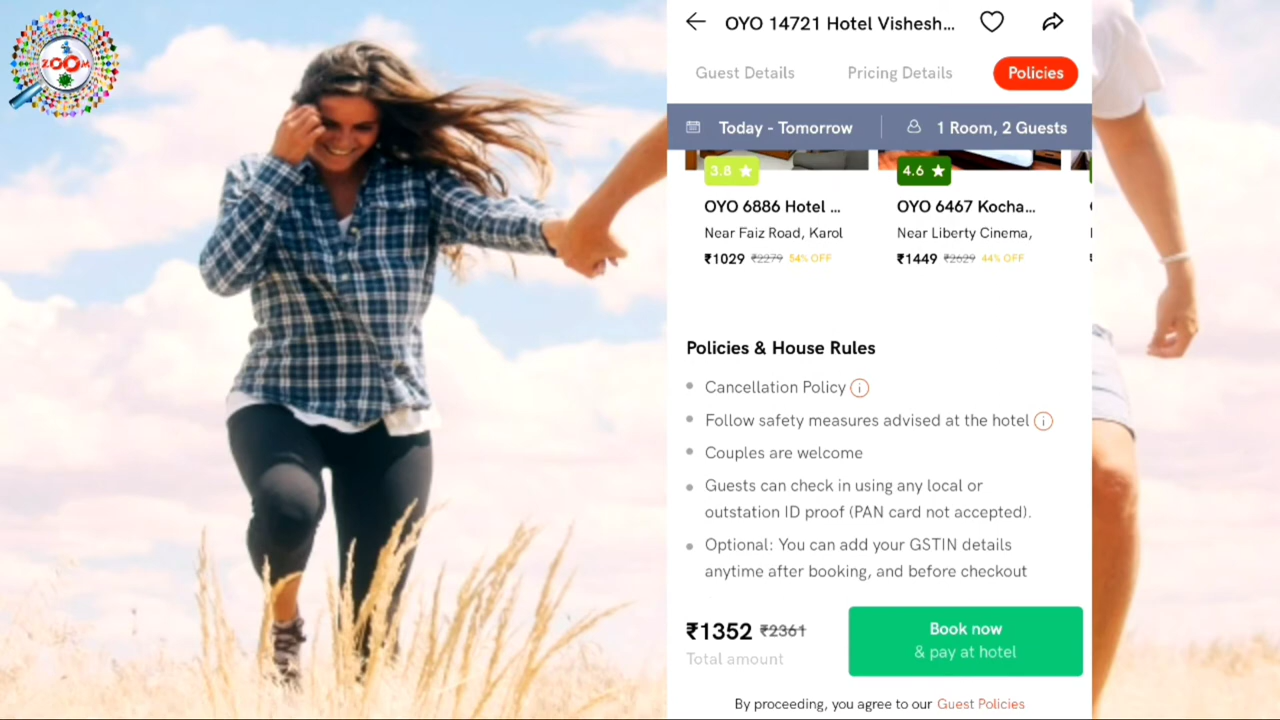 ZOOM
OYO 14721 Hotel Vishesh...
Guest Details
Pricing Details
Policies
Today - Tomorrow
1 Room, 2 Guests
3.8
4.6
OYO 6886 Hotel ...
OYO 6467 Kocha...
Near Faiz Road, Karol
Near Liberty Cinema,
₹1029 ₹2279 54% OFF
₹1449 ₹2629 44% OFF
Policies & House Rules
Cancellation Policy
Follow safety measures advised at the hotel
Couples are welcome
Guests can check in using any local or
outstation ID proof (PAN card not accepted).
Optional: You can add your GSTIN details
anytime after booking, and before checkout
₹1352 ₹2361
Total amount
Book now
& pay at hotel
By proceeding, you agree to our Guest Policies